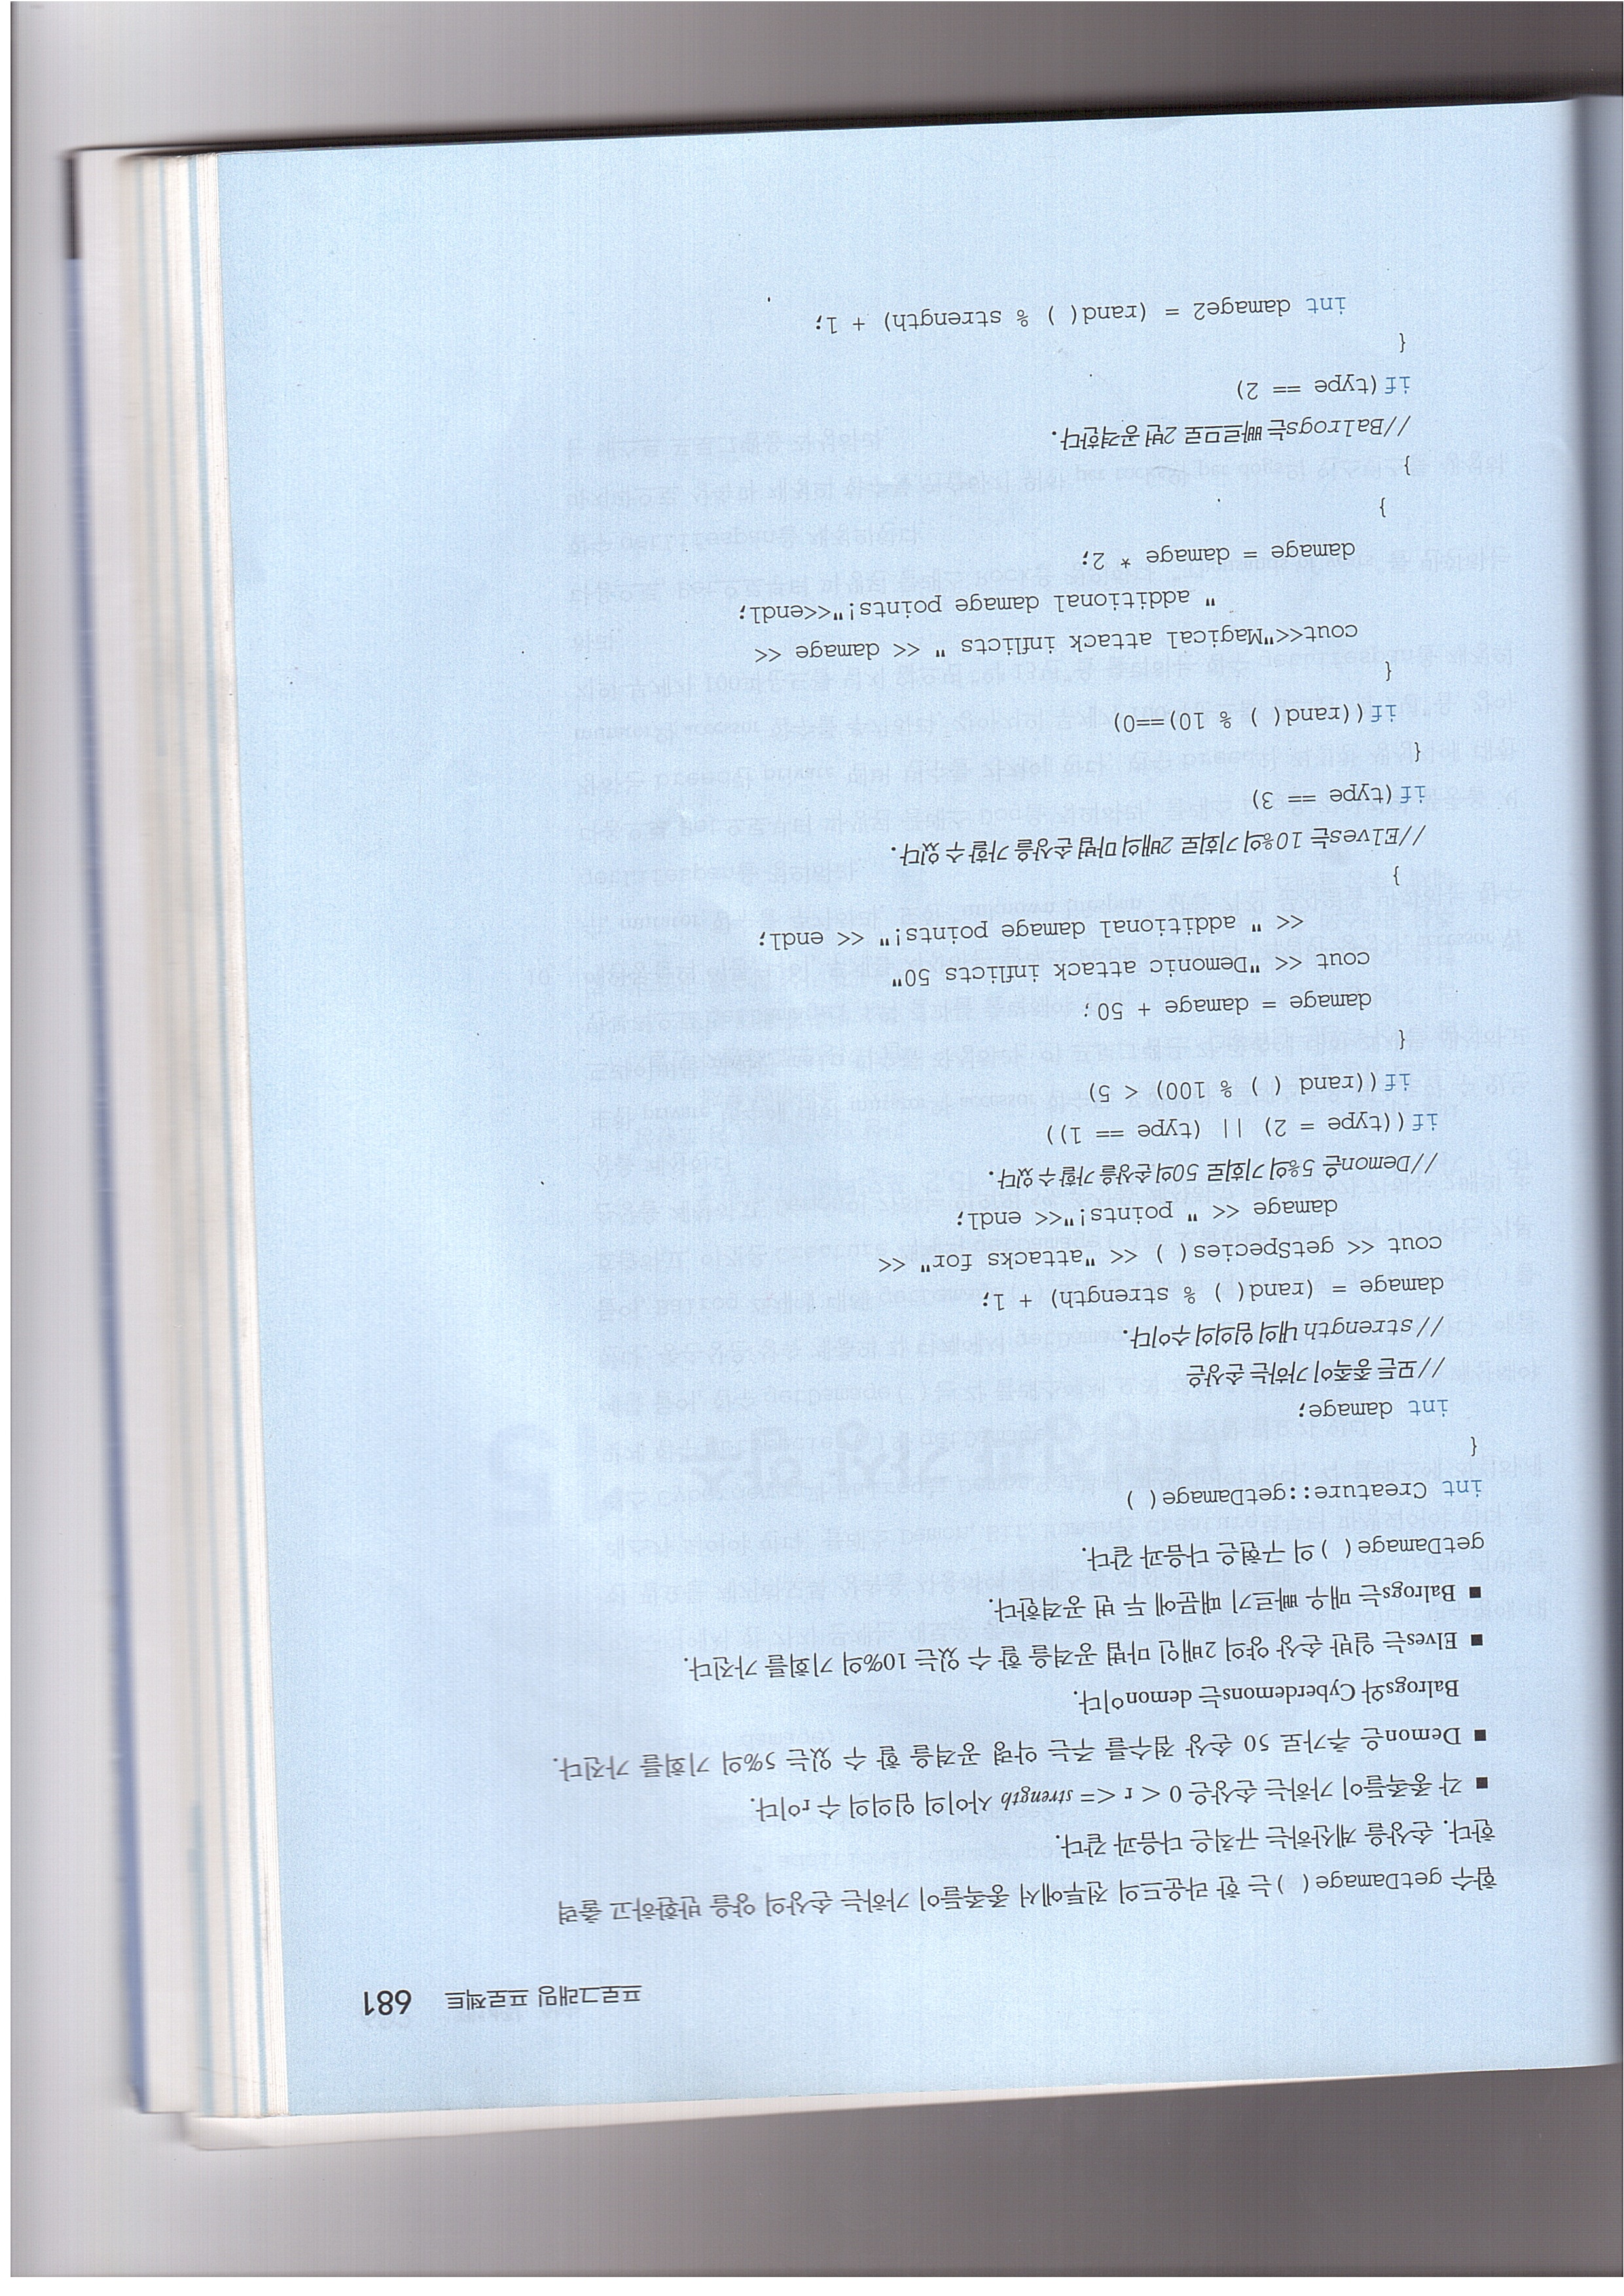 프로그래밍 프로젝트 681
함수 getDamage( )는 한 라운드의 전투에서 종족들이 가하는 손상의 양을 반환하고 출력
한다. 손상을 계산하는 규칙은 다음과 같다.
■ 각 종족들이 가하는 손상은 0 < r <= strength 사이의 임의의 수 r이다.
■ Demon은 추가로 50 손상 점수를 주는 악령 공격을 할 수 있는 5%의 기회를 가진다.
Balrogs와 Cyberdemons는 demon이다.
■ Elves는 일반 손상 양의 2배인 마법 공격을 할 수 있는 10%의 기회를 가진다.
■ Balrogs는 매우 빠르기 때문에 두 번 공격한다.
getDamage( )의 구현은 다음과 같다.
int Creature::getDamage( )
{
int damage;
//모든 종족이 가하는 손상은
//strength 내의 임의의 수이다.
damage = (rand( ) % strength) + 1;
cout << getSpecies( ) << "attacks for" <<
damage << " points!"<< endl;
//Demon은 5%의 기회로 50의 손상을 가할 수 있다.
if((type = 2) || (type == 1))
if((rand ( ) % 100) < 5)
{
damage = damage + 50;
cout << "Demonic attack inflicts 50"
<< " additional damage points!" << endl;
}
//Elves는 10%의 기회로 2배의 마법 손상을 가할 수 있다.
if(type == 3)
{
if((rand( ) % 10)==0)
{
cout<<"Magical attack inflicts " << damage <<
" additional damage points!"<<endl;
damage = damage * 2;
}
}
//Balrogs는 빠르므로 2번 공격한다.
if(type == 2)
{
int damage2 = (rand( ) % strength) + 1;